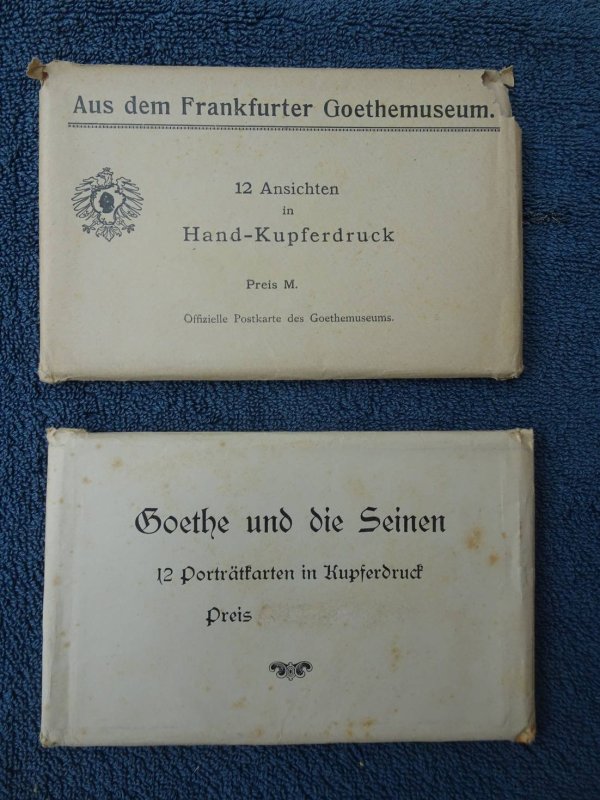 Aus dem Frankfurter Goethemuseum.
12 Ansichten
in
Hand-Kupferdruck
Preis M.
Offizielle Postkarte des Goethemuseums.
Goethe und die Seinen
12 Porträtkarten in Kupferdruck
Preis